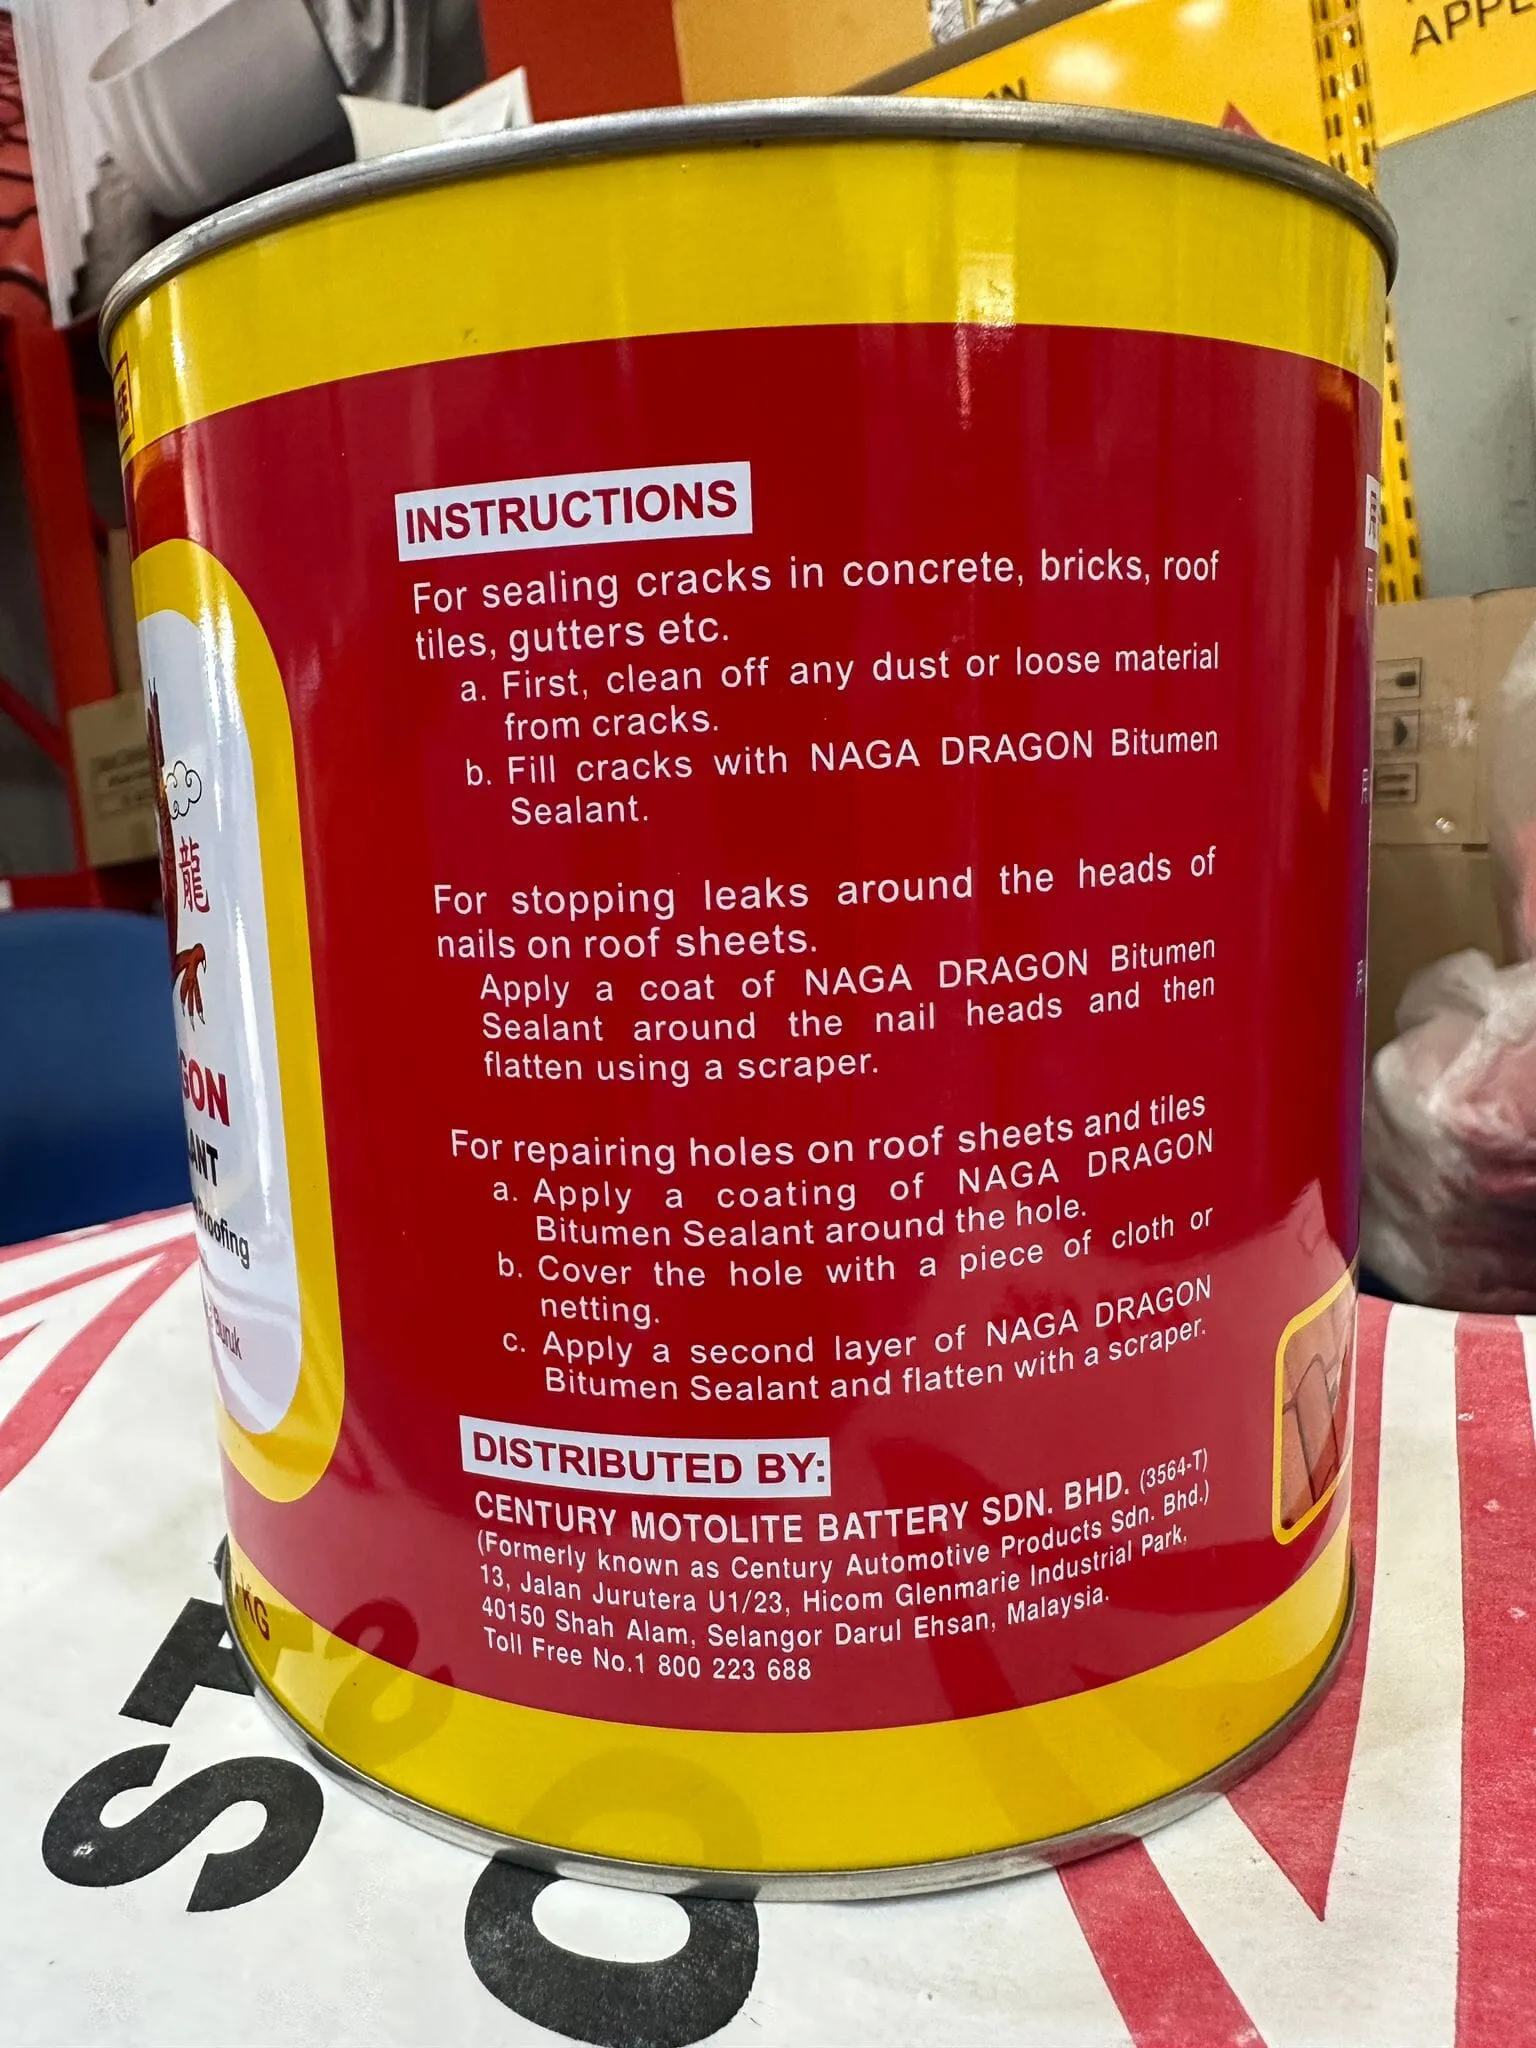 APPL
INSTRUCTIONS
For sealing cracks in concrete, bricks, roof
tiles, gutters etc.
a. First, clean off any dust or loose material
from cracks.
b. Fill cracks with NAGA DRAGON Bitumen
Sealant.
For stopping leaks around the heads of
nails on roof sheets.
Apply a coat of NAGA DRAGON Bitumen
Sealant around the nail heads and then
flatten using a scraper.
For repairing holes on roof sheets and tiles
a. Apply a coating of NAGA DRAGON
Bitumen Sealant around the hole.
b. Cover the hole with a piece of cloth or
netting.
c. Apply a second layer of NAGA DRAGON
Bitumen Sealant and flatten with a scraper.
DISTRIBUTED BY:
CENTURY MOTOLITE BATTERY SDN. BHD. (3564-T)
(Formerly known as Century Automotive Products Sdn. Bhd.)
13, Jalan Jurutera U1/23, Hicom Glenmarie Industrial Park,
40150 Shah Alam, Selangor Darul Ehsan, Malaysia.
Toll Free No.1 800 223 688
龍
GON
ANT
Proofing
Buruk
KG